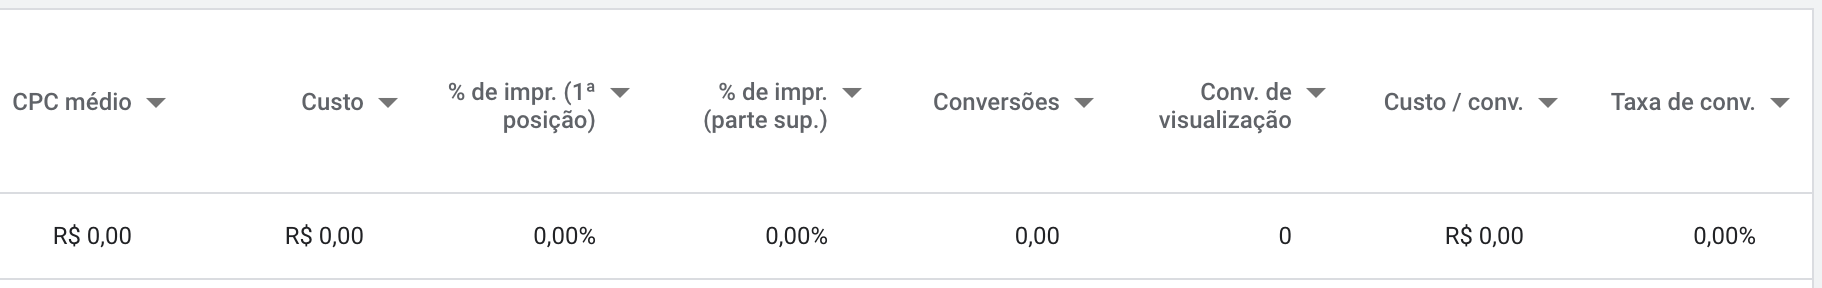 CPC médio
Custo
% de impr. (1ª
posição)
% de impr.
(parte sup.)
Conversões
Conv. de
visualização
Custo / conv.
Taxa de conv.
R$ 0,00
R$ 0,00
0,00%
0,00%
0,00
0
R$ 0,00
0,00%